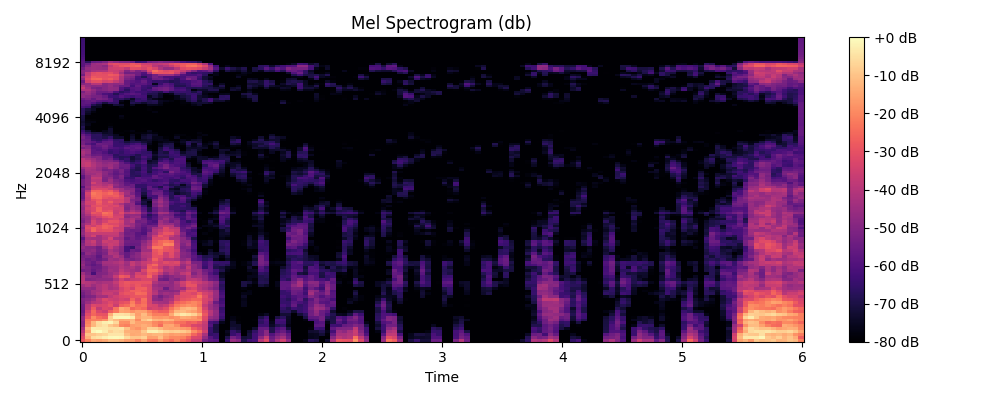 Mel Spectrogram (db)
Hz
8192
4096
2048
1024
512
0
0 1 2 3 4 5 6
Time
+0 dB
-10 dB
-20 dB
-30 dB
-40 dB
-50 dB
-60 dB
-70 dB
-80 dB